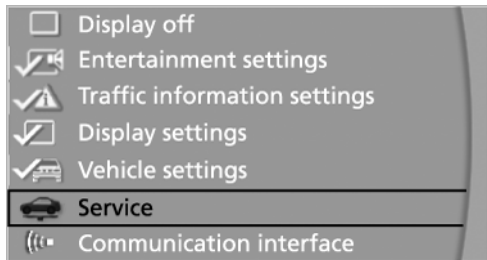 Display off
Entertainment settings
Traffic information settings
Display settings
Vehicle settings
Service
Communication interface